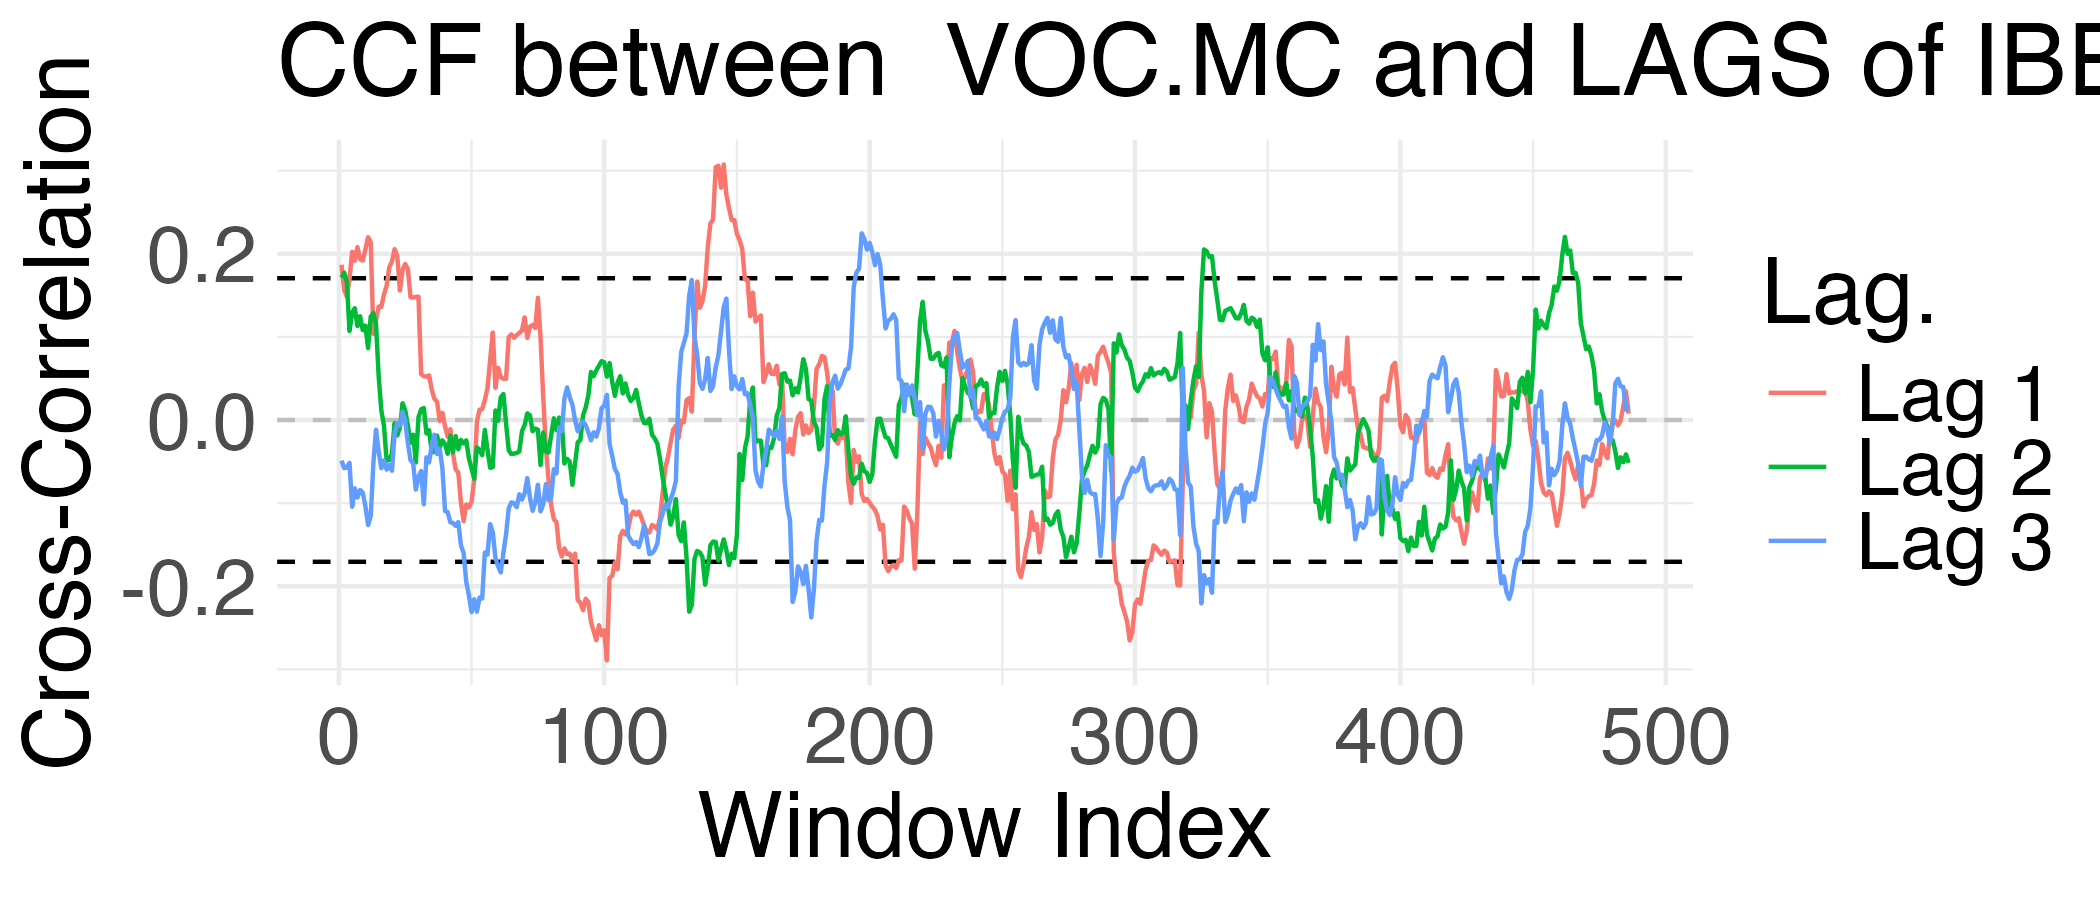 CCF between VOC.MC and LAGS of IBE
Cross-Correlation
0.2
0.0
-0.2
0
100
200
300
400
500
Window Index
Lag.
Lag 1
Lag 2
Lag 3